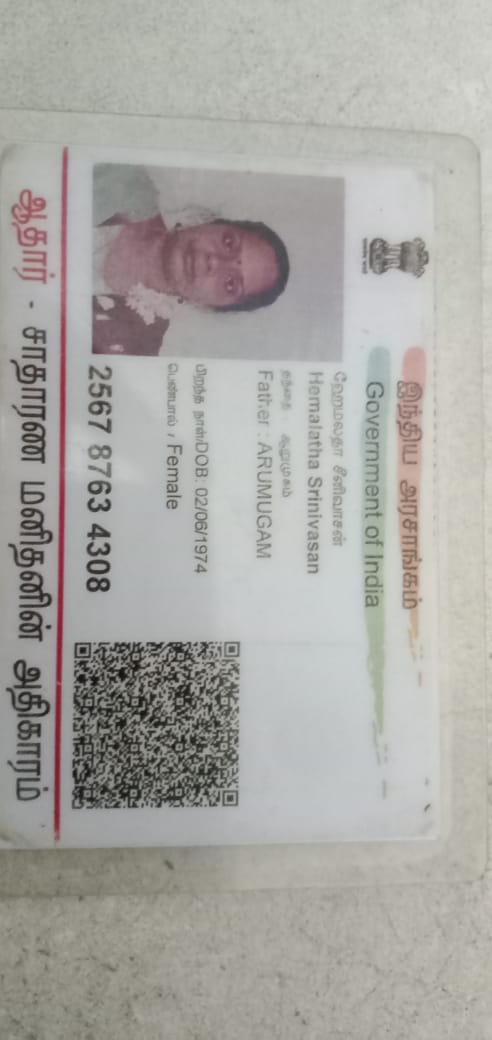 இந்திய அரசாங்கம்
Government of India
ஹேமலதா சீனிவாசன்
Hemalatha Srinivasan
தந்தை : ஆறுமுகம்
Father : ARUMUGAM
பிறந்த நாள்/DOB: 02/06/1974
பெண்பால் / Female
2567 8763 4308
ஆதார் - சாதாரண மனிதனின் அதிகாரம்